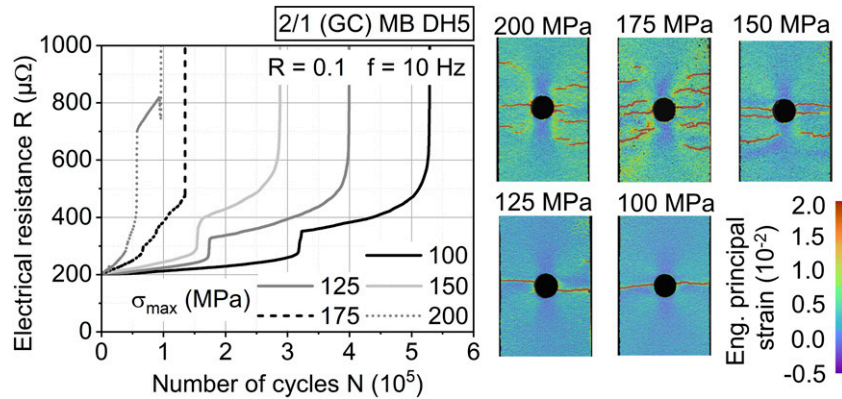 2/1 (GC) MB DH5
R = 0.1 f = 10 Hz
Electrical resistance R (µΩ)
1000
800
600
400
200
0
0 1 2 3 4 5 6
Number of cycles N (10⁵)
σmax (MPa)
100
125 150
175 200
200 MPa 175 MPa 150 MPa
125 MPa 100 MPa
Eng. principal
strain (10⁻²)
2.0
1.5
1.0
0.5
0.0
-0.5